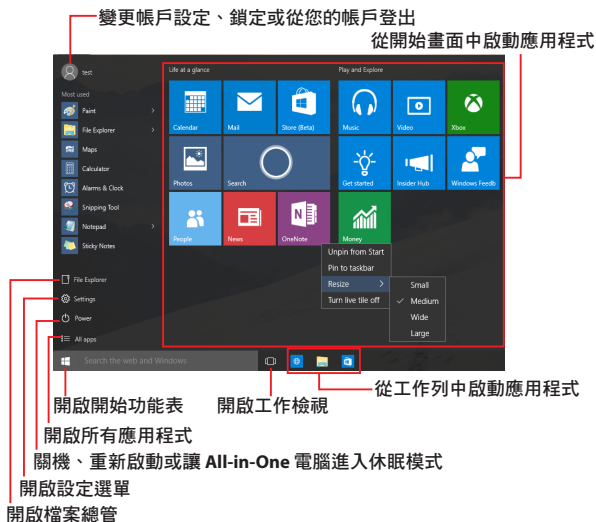 變更帳戶設定、鎖定或從您的帳戶登出
從開始畫面中啟動應用程式
test
Most used
Paint
File Explorer
Maps
Calculator
Alarms & Clock
Snipping Tool
Notepad
Sticky Notes
File Explorer
Settings
Power
All apps
Search the web and Windows
Life at a glance
Play and Explore
Calendar
Mail
Store (Beta)
Music
Video
Xbox
Photos
Search
Get started
Insider Hub
Windows Feedb
People
News
OneNote
Money
Unpin from Start
Pin to taskbar
Resize
Turn live tile off
Small
Medium
Wide
Large
從工作列中啟動應用程式
開啟開始功能表
開啟工作檢視
開啟所有應用程式
關機、重新啟動或讓 All-in-One 電腦進入休眠模式
開啟設定選單
開啟檔案總管